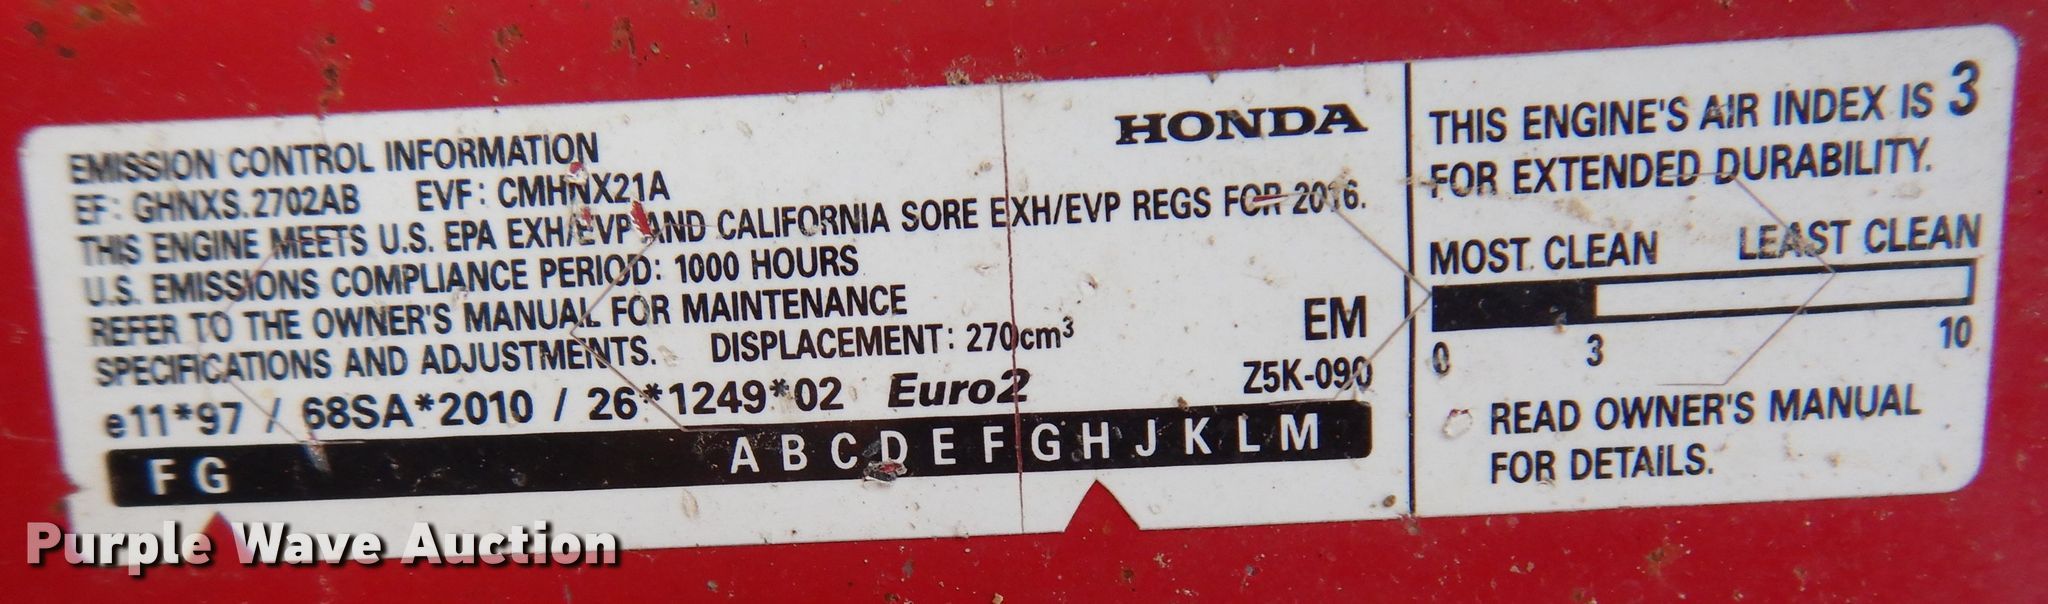 EMISSION CONTROL INFORMATION
EF: GHNXS.2702AB EVF: CMHNX21A
THIS ENGINE MEETS U.S. EPA EXH/EVP AND CALIFORNIA SORE EXH/EVP REGS FOR 2016.
U.S. EMISSIONS COMPLIANCE PERIOD: 1000 HOURS
REFER TO THE OWNER'S MANUAL FOR MAINTENANCE
SPECIFICATIONS AND ADJUSTMENTS. DISPLACEMENT: 270cm³
e11*97 / 68SA*2010 / 26*1249*02 Euro2
F G A B C D E F G H J K L M
HONDA
EM
Z5K-090
THIS ENGINE'S AIR INDEX IS 3
FOR EXTENDED DURABILITY.
MOST CLEAN LEAST CLEAN
0 3 10
READ OWNER'S MANUAL
FOR DETAILS.
Purple Wave Auction